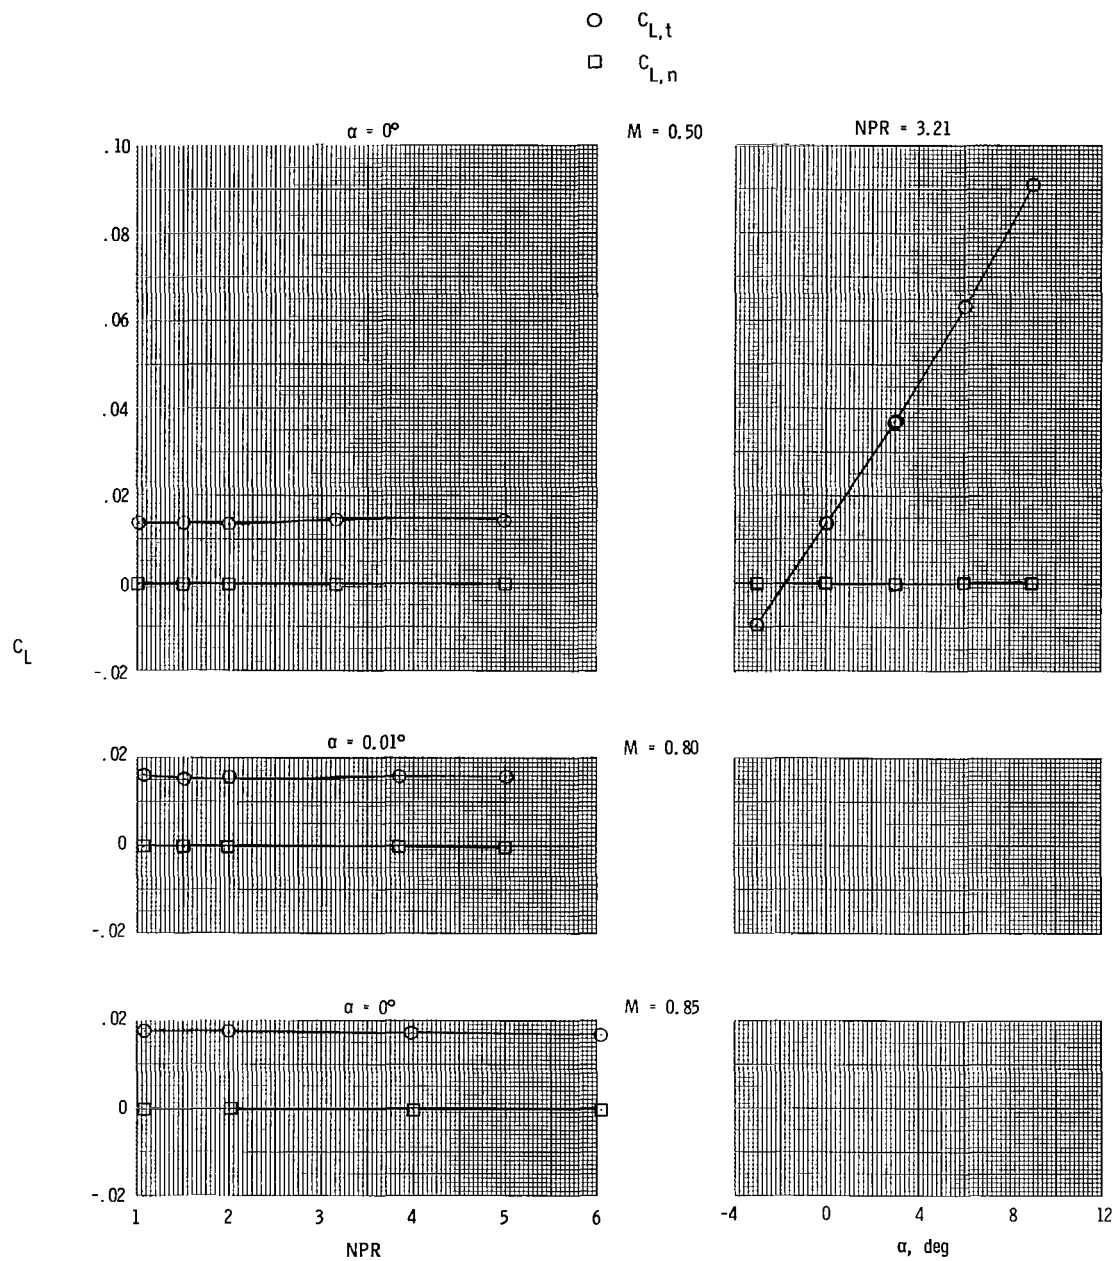 ○ C_L,t
□ C_L,n
α = 0°
M = 0.50
NPR = 3.21
.10
.08
.06
.04
.02
0
-.02
C_L
α = 0.01°
M = 0.80
.02
0
-.02
α = 0°
M = 0.85
.02
0
-.02
1 2 3 4 5 6
NPR
-4 0 4 8 12
α, deg